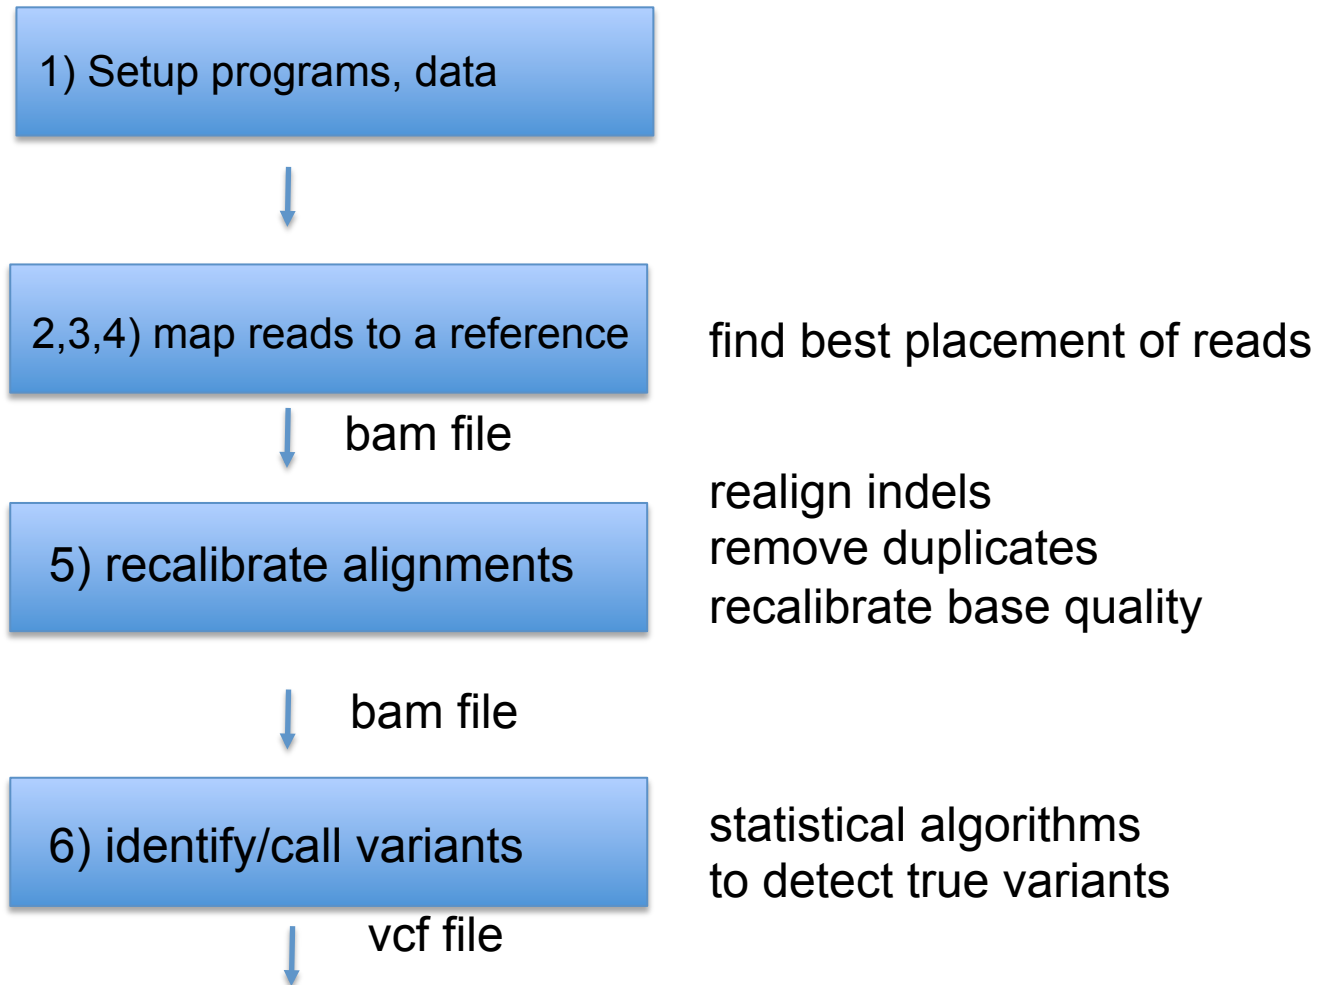 1) Setup programs, data
2,3,4) map reads to a reference
find best placement of reads
bam file
5) recalibrate alignments
realign indels
remove duplicates
recalibrate base quality
bam file
6) identify/call variants
statistical algorithms
to detect true variants
vcf file